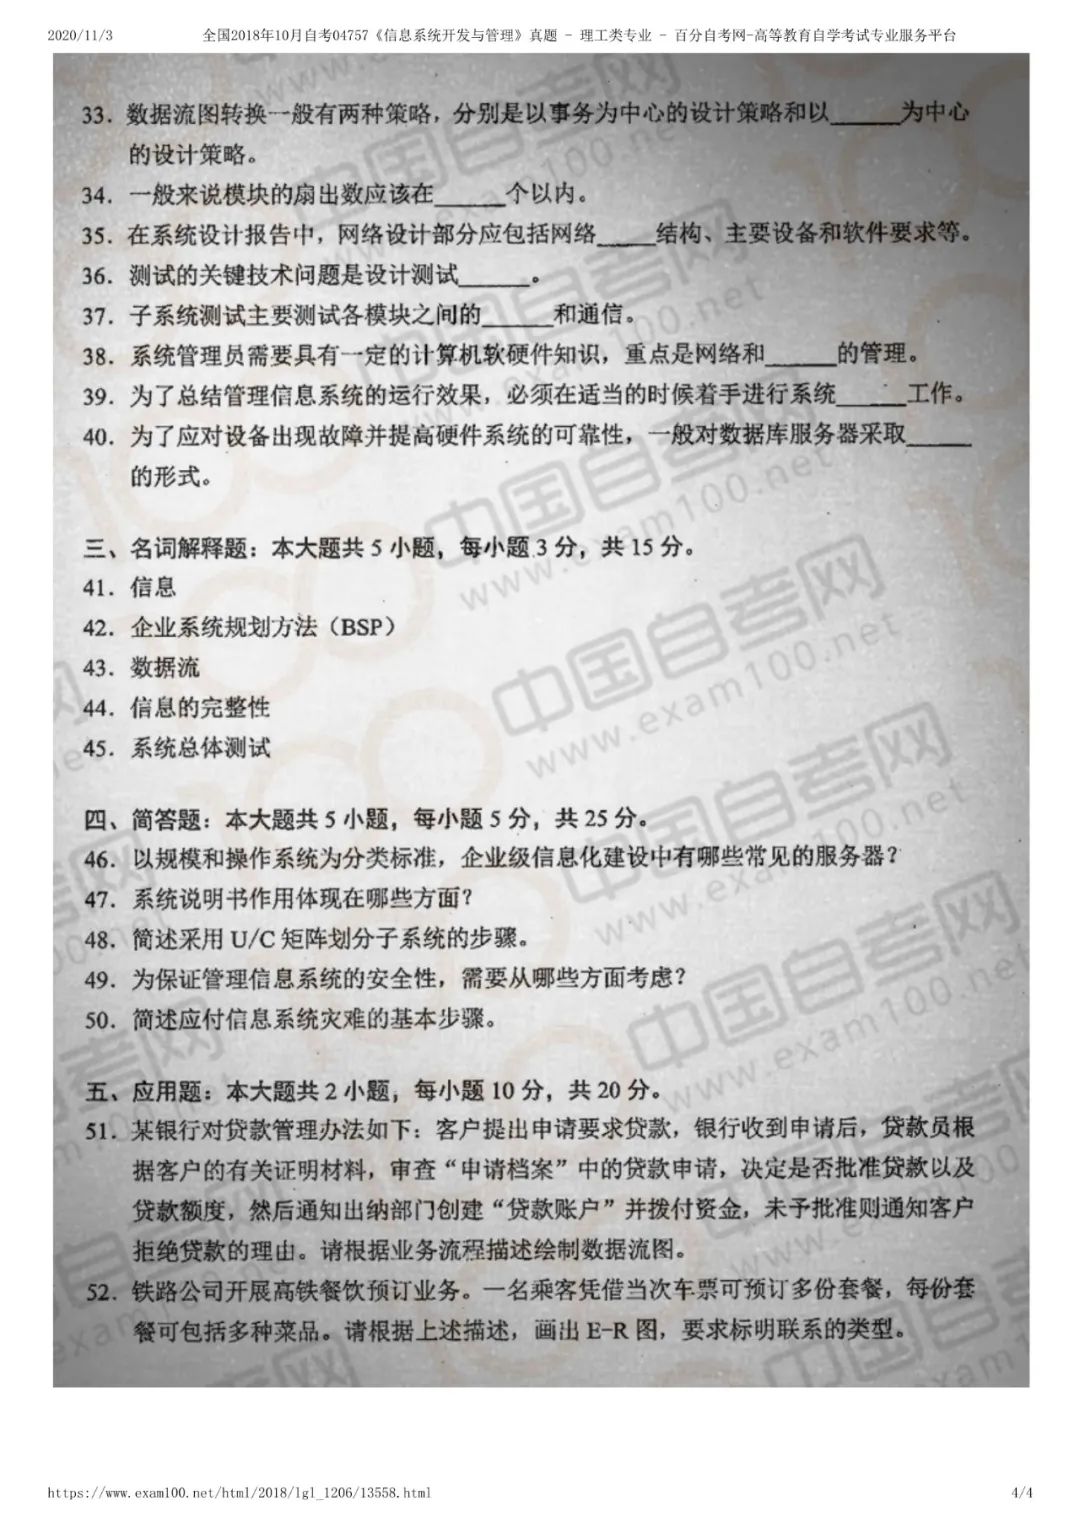 2020/11/3 全国2018年10月自考04757《信息系统开发与管理》真题 - 理工类专业 - 百分自考网-高等教育自学考试专业服务平台
33．数据流图转换一般有两种策略，分别是以事务为中心的设计策略和以______为中心
的设计策略。
34．一般来说模块的扇出数应该在______个以内。
35．在系统设计报告中，网络设计部分应包括网络_____结构、主要设备和软件要求等。
36．测试的关键技术问题是设计测试______。
37．子系统测试主要测试各模块之间的______和通信。
38．系统管理员需要具有一定的计算机软硬件知识，重点是网络和______的管理。
39．为了总结管理信息系统的运行效果，必须在适当的时候着手进行系统______工作。
40．为了应对设备出现故障并提高硬件系统的可靠性，一般对数据库服务器采取______
的形式。
三、名词解释题：本大题共 5 小题，每小题 3 分，共 15 分。
41．信息
42．企业系统规划方法（BSP）
43．数据流
44．信息的完整性
45．系统总体测试
四、简答题：本大题共 5 小题，每小题 5 分，共 25 分。
46．以规模和操作系统为分类标准，企业级信息化建设中有哪些常见的服务器？
47．系统说明书作用体现在哪些方面？
48．简述采用 U/C 矩阵划分子系统的步骤。
49．为保证管理信息系统的安全性，需要从哪些方面考虑？
50．简述应付信息系统灾难的基本步骤。
五、应用题：本大题共 2 小题，每小题 10 分，共 20 分。
51．某银行对贷款管理办法如下：客户提出申请要求贷款，银行收到申请后，贷款员根
据客户的有关证明材料，审查“申请档案”中的贷款申请，决定是否批准贷款以及
贷款额度，然后通知出纳部门创建“贷款账户”并拨付资金，未予批准则通知客户
拒绝贷款的理由。请根据业务流程描述绘制数据流图。
52．铁路公司开展高铁餐饮预订业务。一名乘客凭借当次车票可预订多份套餐，每份套
餐可包括多种菜品。请根据上述描述，画出 E-R 图，要求标明联系的类型。
中国自考网
www.exam100.net
https://www.exam100.net/html/2018/lgl_1206/13558.html 4/4